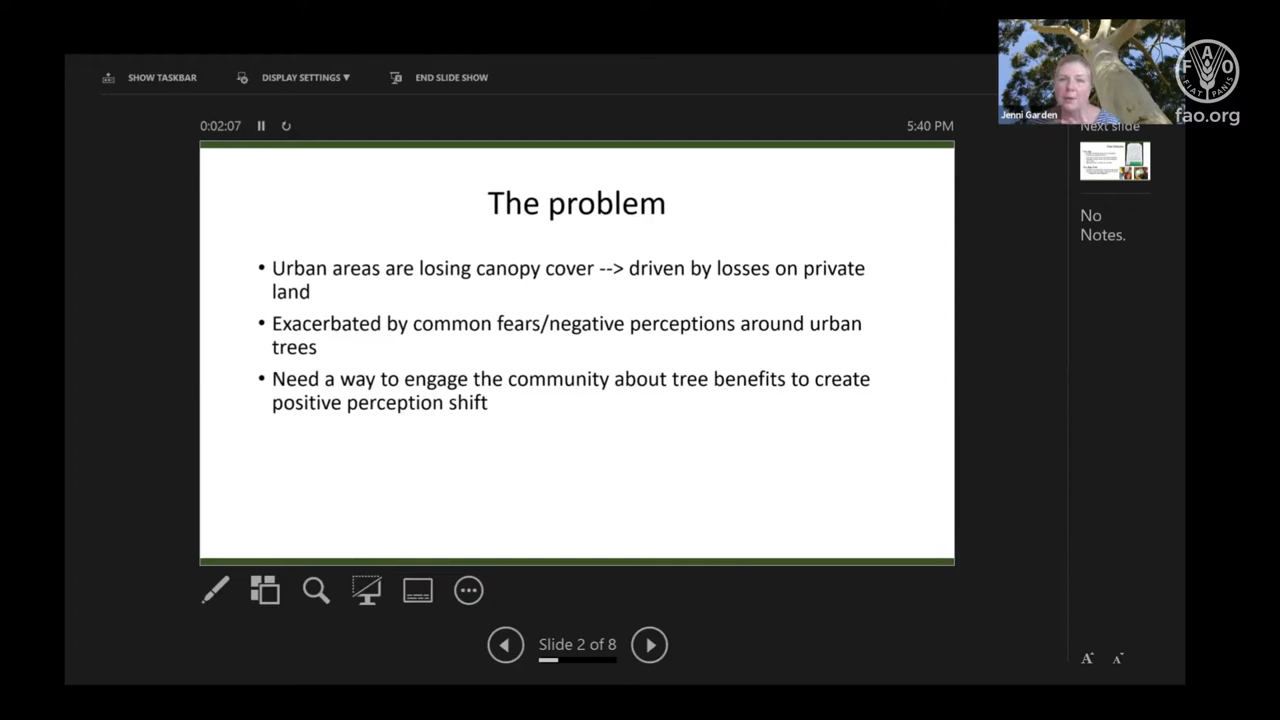 SHOW TASKBAR
DISPLAY SETTINGS ▼
END SLIDE SHOW
Jenni Garden
F A O
FIAT PANIS
fao.org
0:02:07
5:40 PM
Next slide
The problem
• Urban areas are losing canopy cover --> driven by losses on private
land
• Exacerbated by common fears/negative perceptions around urban
trees
• Need a way to engage the community about tree benefits to create
positive perception shift
No
Notes.
Slide 2 of 8
A A